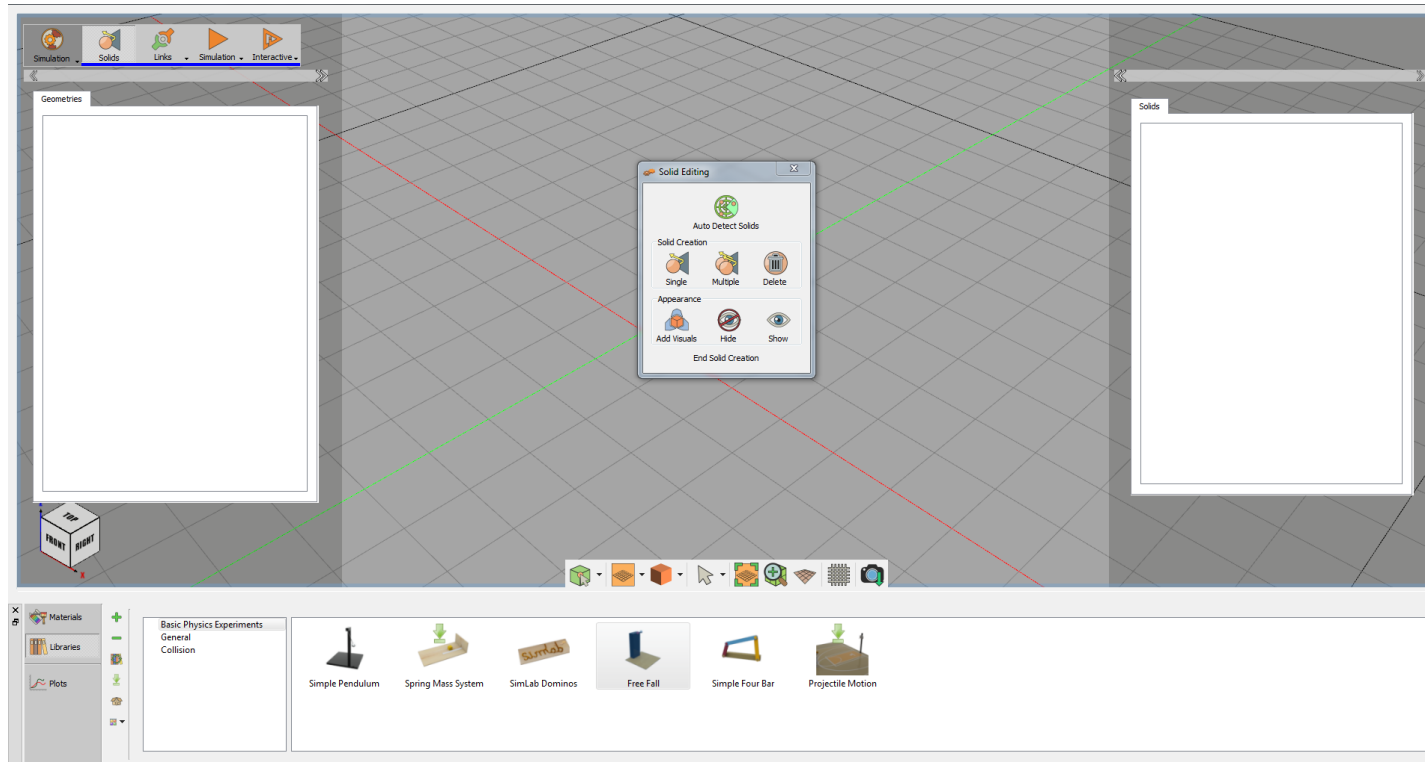 Simulation Solids Links Simulation Interactive
Geometries
Solids
Solid Editing
Auto Detect Solids
Solid Creation
Single Multiple Delete
Appearance
Add Visuals Hide Show
End Solid Creation
TOP
FRONT RIGHT
x
Materials
Libraries
Plots
Basic Physics Experiments
General
Collision
SimLab
Simple Pendulum Spring Mass System SimLab Dominos Free Fall Simple Four Bar Projectile Motion